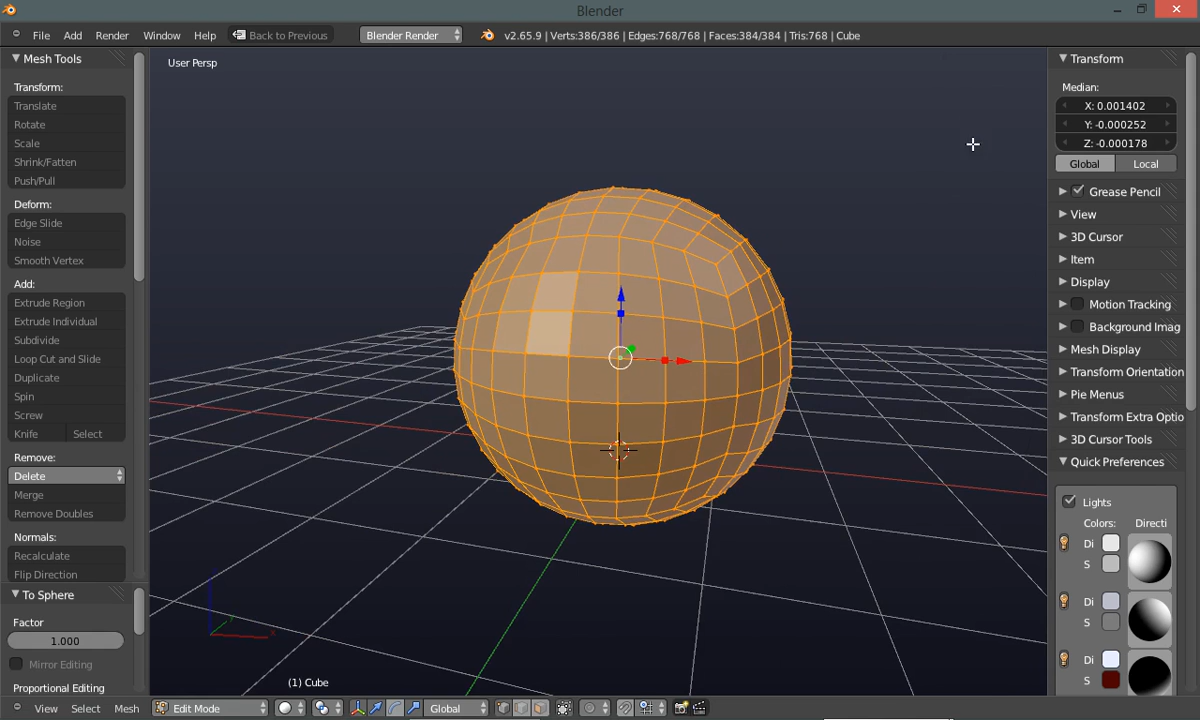 Blender
File Add Render Window Help Back to Previous Blender Render v2.65.9 | Verts:386/386 | Edges:768/768 | Faces:384/384 | Tris:768 | Cube
Mesh Tools
Transform:
Translate
Rotate
Scale
Shrink/Fatten
Push/Pull
Deform:
Edge Slide
Noise
Smooth Vertex
Add:
Extrude Region
Extrude Individual
Subdivide
Loop Cut and Slide
Duplicate
Spin
Screw
Knife Select
Remove:
Delete
Merge
Remove Doubles
Normals:
Recalculate
Flip Direction
To Sphere
Factor
1.000
Mirror Editing
Proportional Editing
User Persp
z
y
x
(1) Cube
Transform
Median:
X: 0.001402
Y: -0.000252
Z: -0.000178
Global Local
Grease Pencil
View
3D Cursor
Item
Display
Motion Tracking
Background Imag
Mesh Display
Transform Orientation
Pie Menus
Transform Extra Optio
3D Cursor Tools
Quick Preferences
Lights
Colors: Directi
Di
S
Di
S
Di
S
View Select Mesh Edit Mode Global